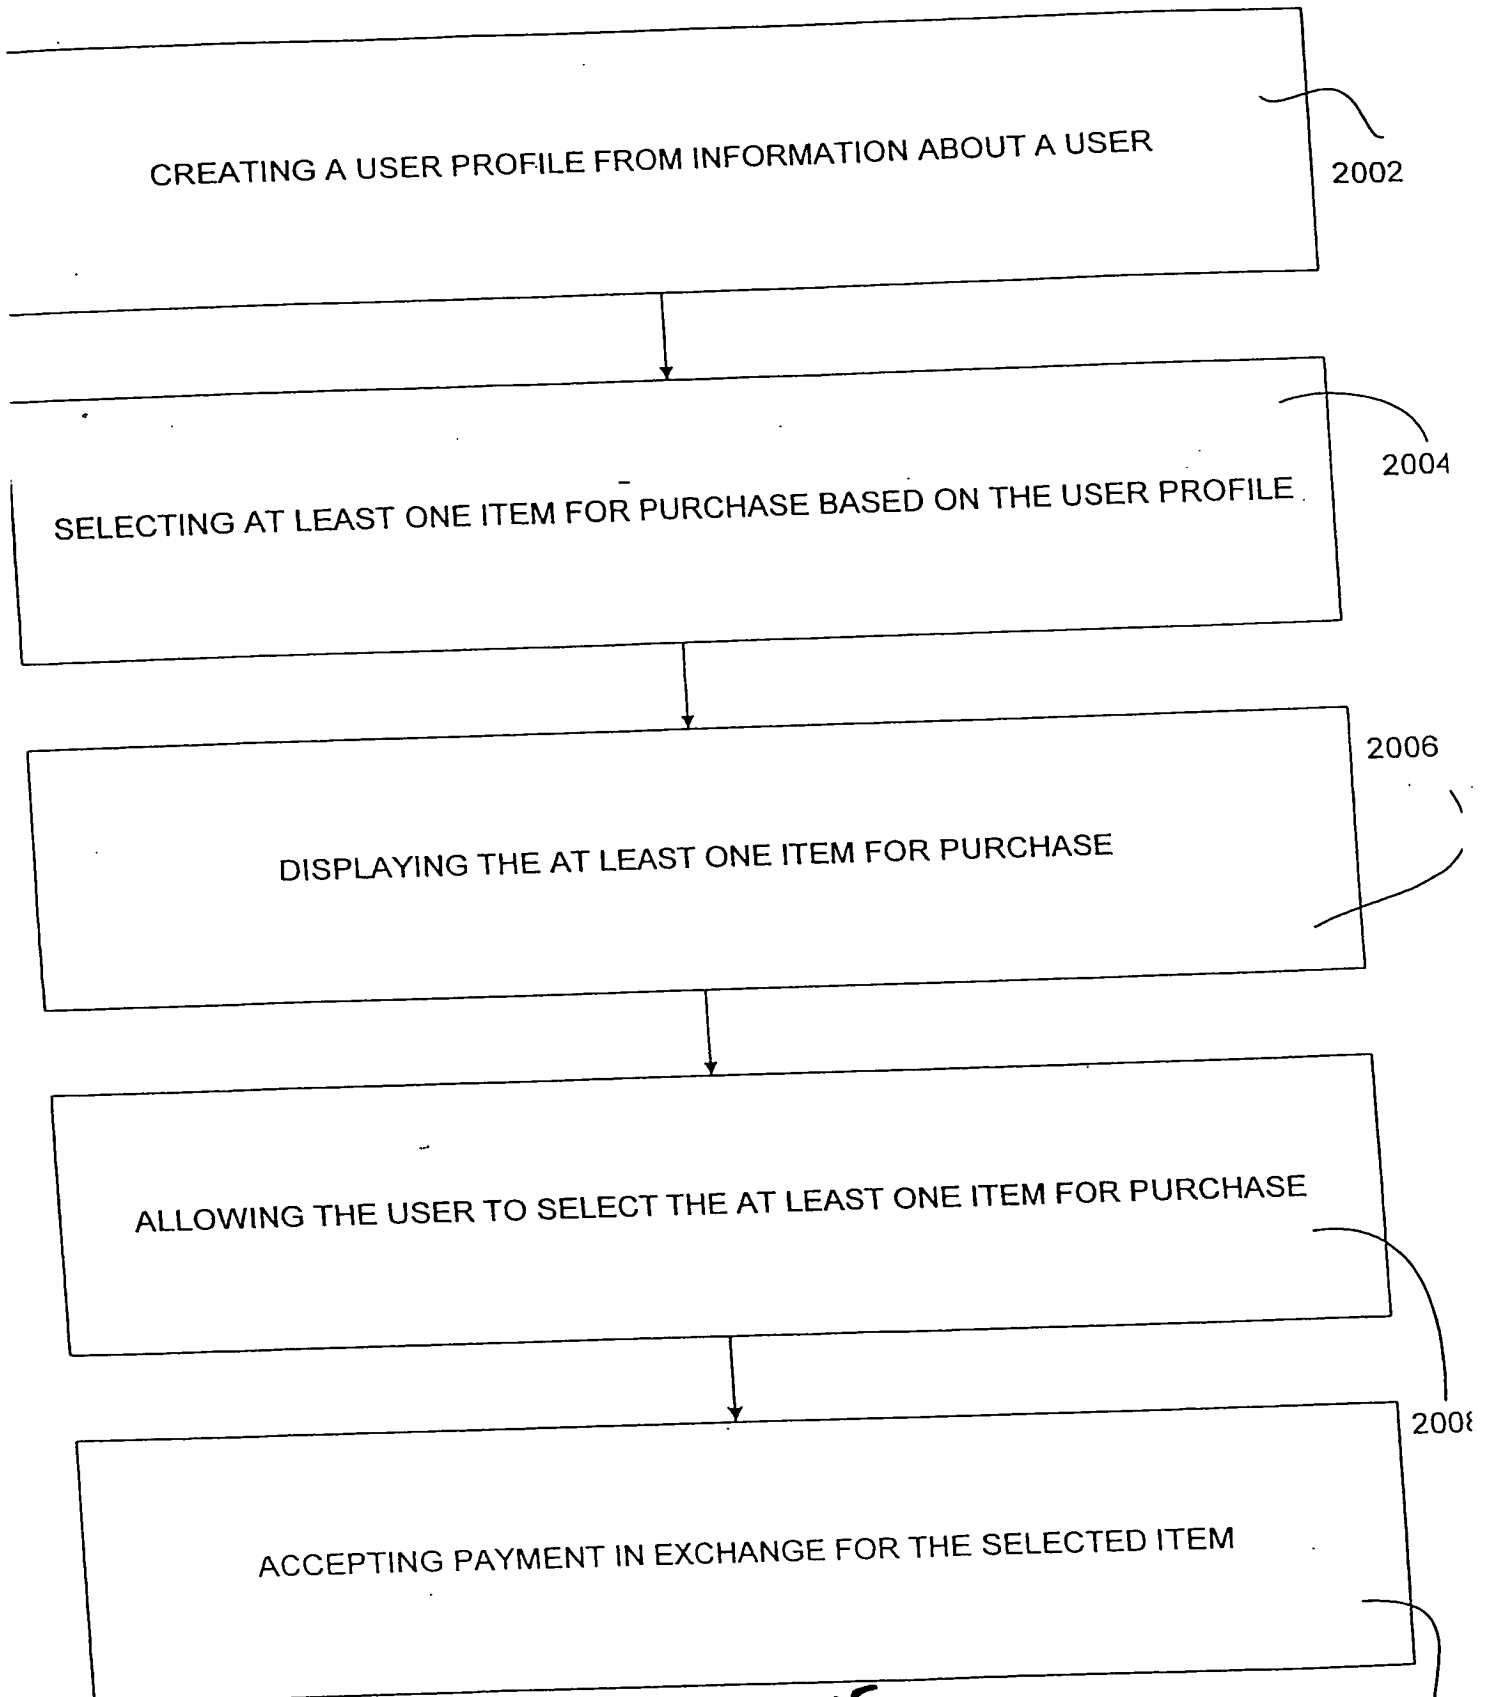 CREATING A USER PROFILE FROM INFORMATION ABOUT A USER
2002
2004
SELECTING AT LEAST ONE ITEM FOR PURCHASE BASED ON THE USER PROFILE
2006
DISPLAYING THE AT LEAST ONE ITEM FOR PURCHASE
ALLOWING THE USER TO SELECT THE AT LEAST ONE ITEM FOR PURCHASE
2008
ACCEPTING PAYMENT IN EXCHANGE FOR THE SELECTED ITEM